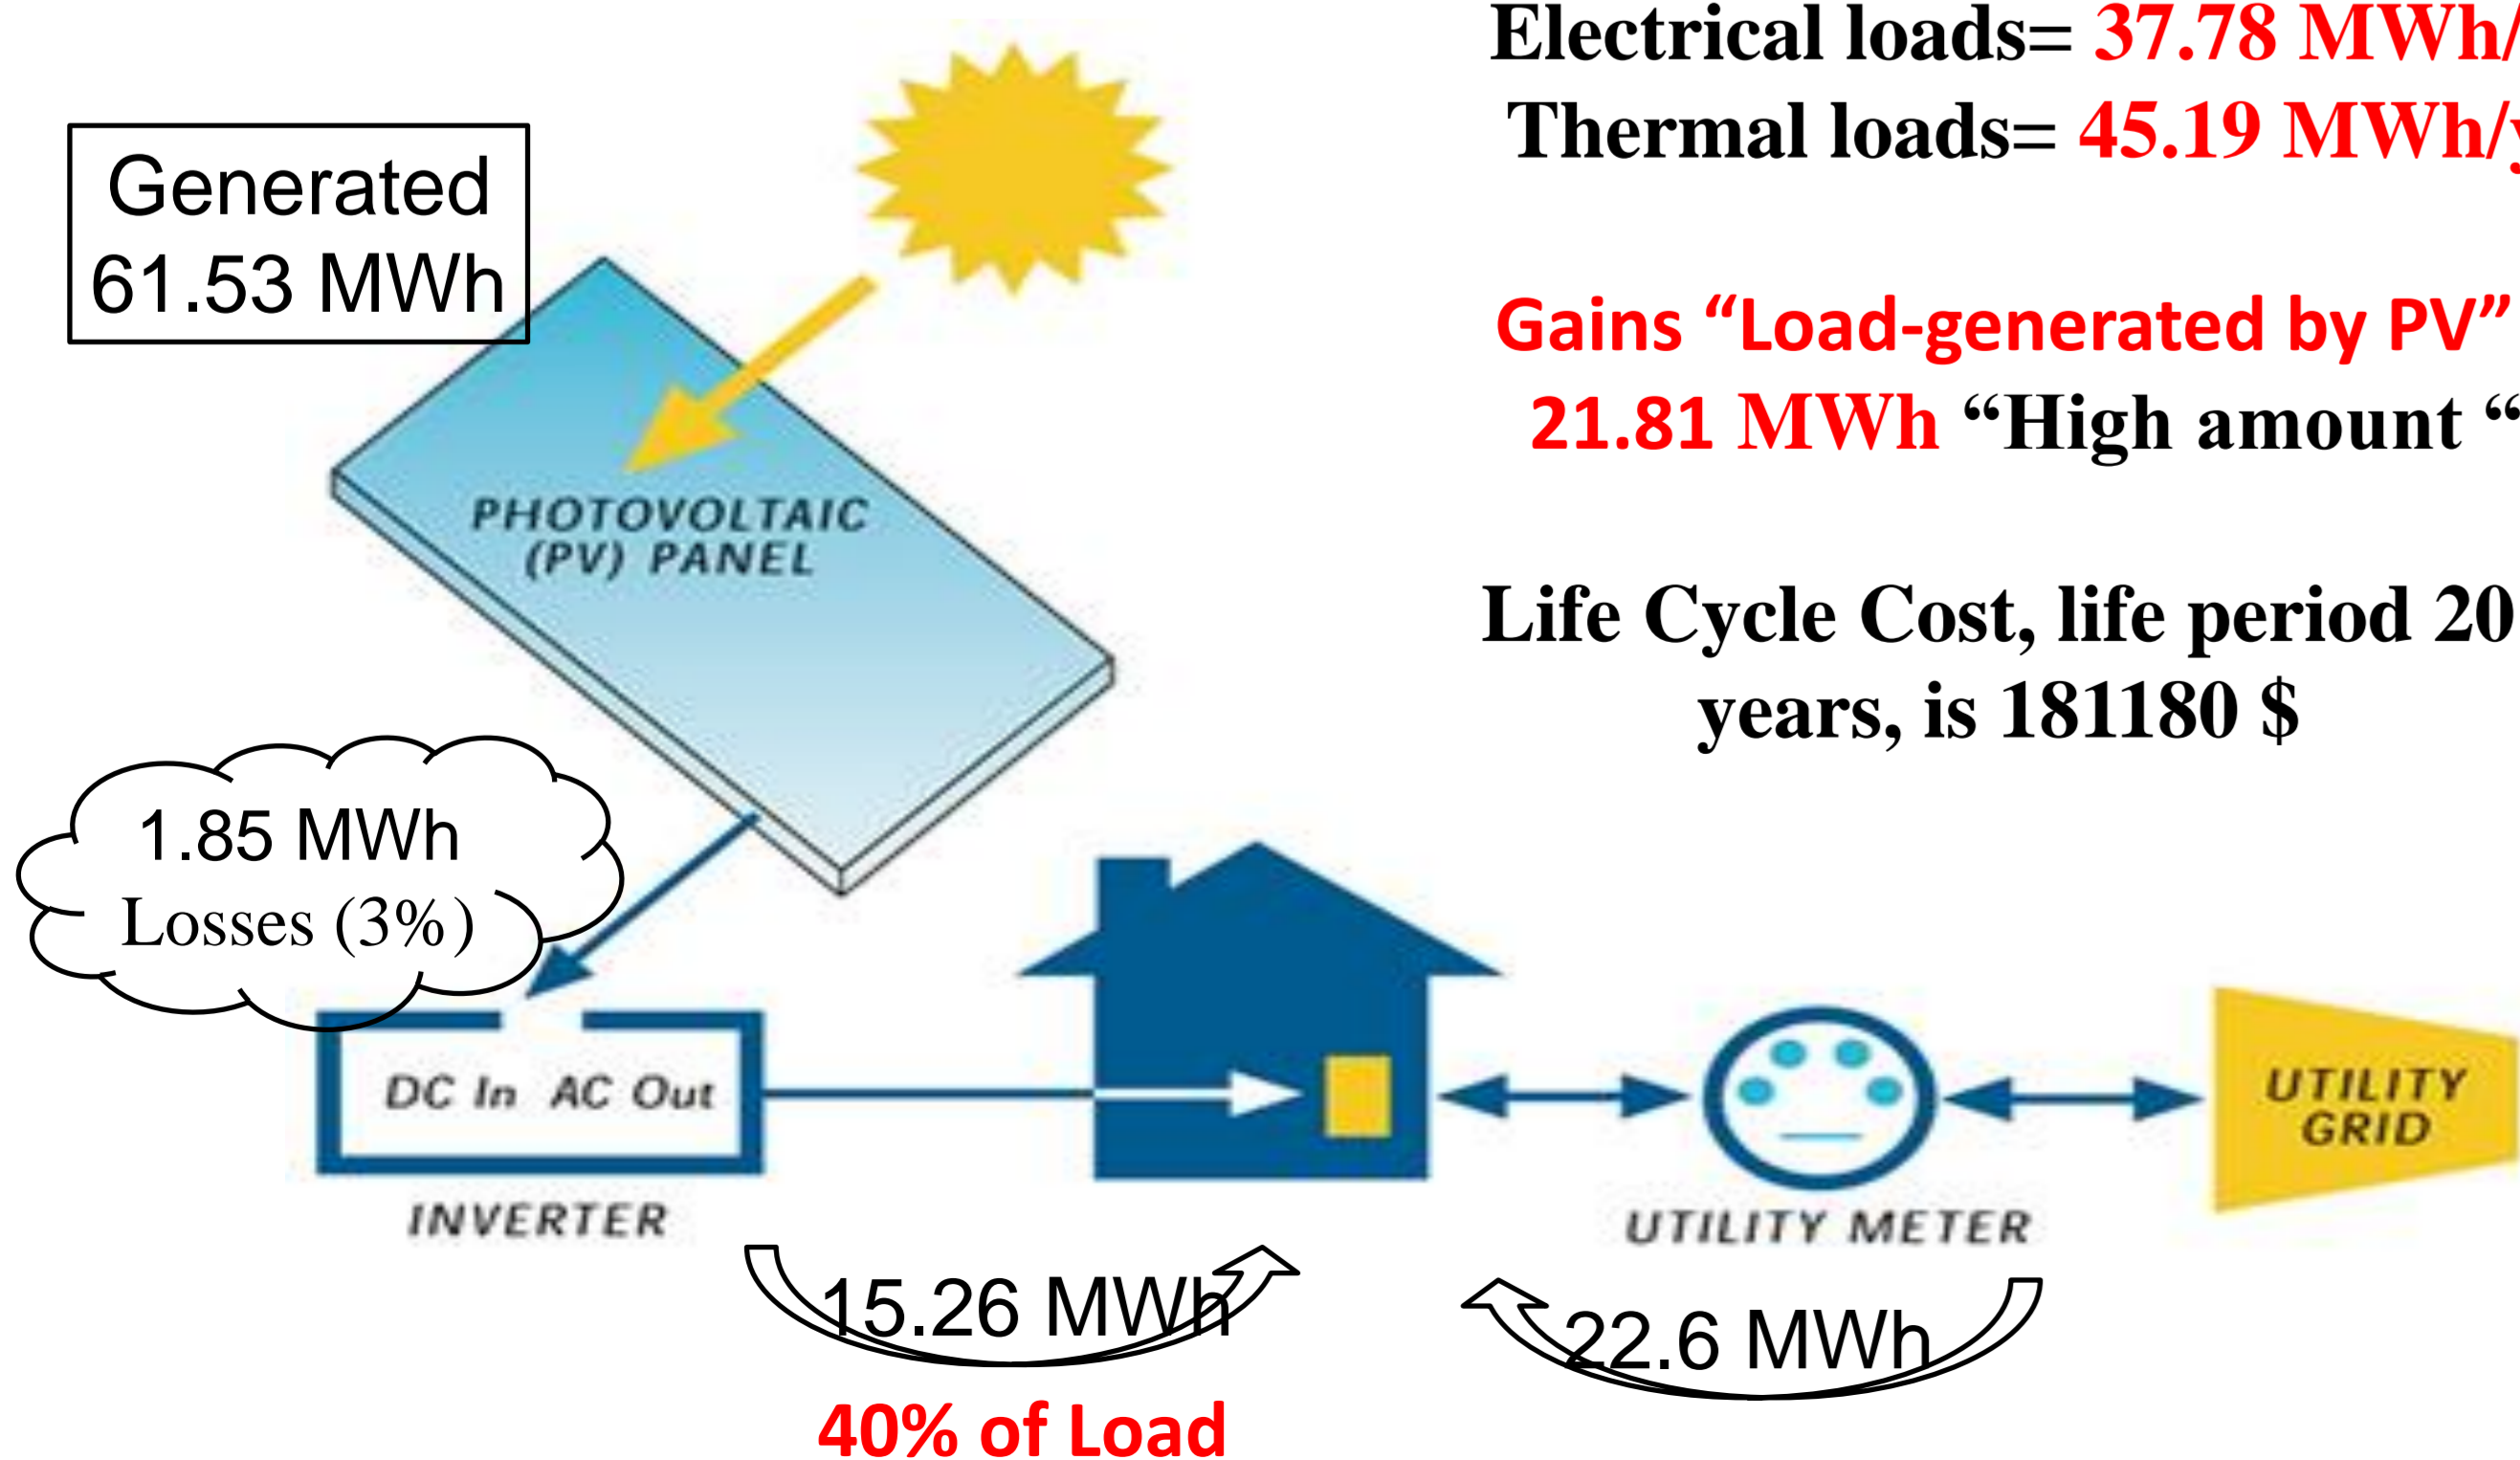 Electrical loads= 37.78 MWh/
Thermal loads= 45.19 MWh/y
Generated
61.53 MWh
Gains “Load-generated by PV”
21.81 MWh “High amount “
PHOTOVOLTAIC
(PV) PANEL
Life Cycle Cost, life period 20
years, is 181180 $
1.85 MWh
Losses (3%)
DC In AC Out
INVERTER
UTILITY
GRID
UTILITY METER
15.26 MWh
22.6 MWh
40% of Load